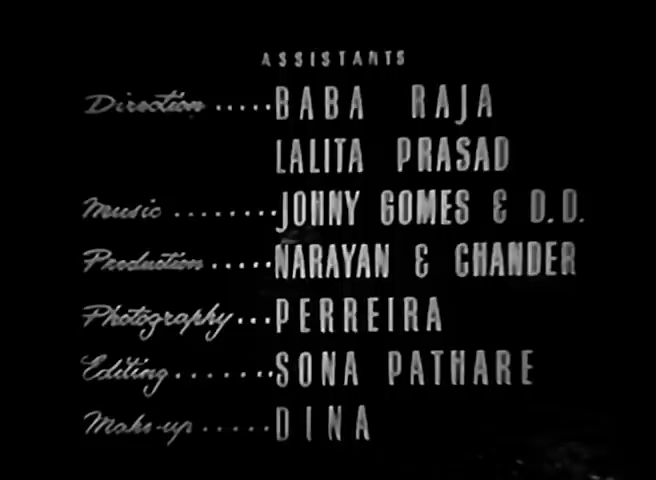 ASSISTANTS
Direction .....BABA RAJA
LALITA PRASAD
Music ........JOHNY GOMES & D.D.
Production .....NARAYAN & CHANDER
Photography...PERREIRA
Editing.......SONA PATHARE
Make-up .....DINA